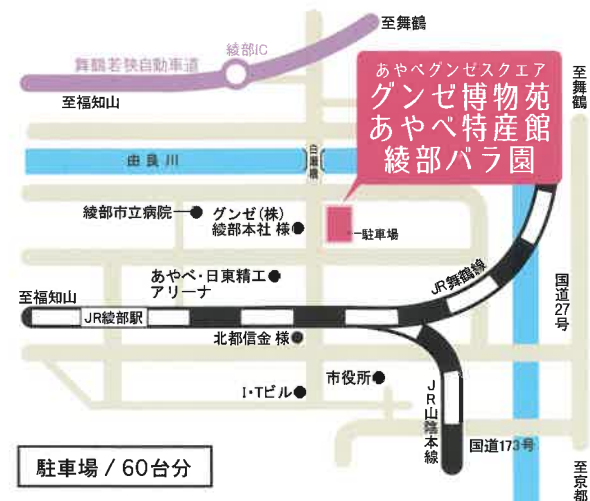 至舞鶴
綾部IC
舞鶴若狭自動車道
至福知山
あやべグンゼスクエア
グンゼ博物苑
あやべ特産館
綾部バラ園
至舞鶴
由良川
白瀬橋
綾部市立病院
グンゼ(株)
綾部本社 様
駐車場
あやべ・日東精工
アリーナ
JR舞鶴線
国道27号
至福知山
JR綾部駅
北都信金 様
市役所
I・Tビル
JR山陰本線
国道173号
駐車場 / 60台分
至京都